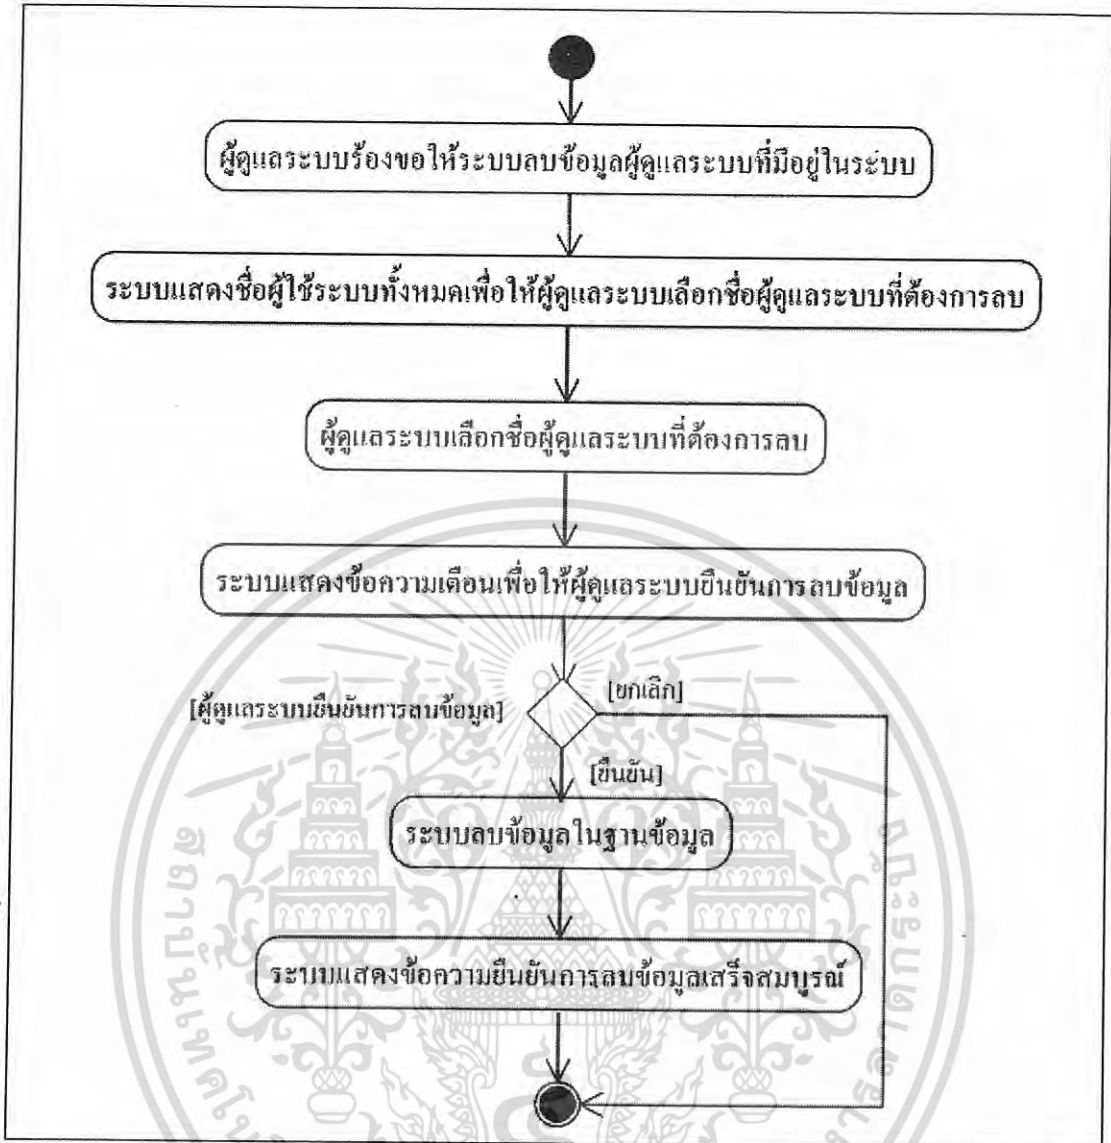 ผู้ดูแลระบบร้องขอให้ระบบลบข้อมูลผู้ดูแลระบบที่มีอยู่ในระบบ
ระบบแสดงชื่อผู้ใช้ระบบทั้งหมดเพื่อให้ผู้ดูแลระบบเลือกชื่อผู้ดูแลระบบที่ต้องการลบ
ผู้ดูแลระบบเลือกชื่อผู้ดูแลระบบที่ต้องการลบ
ระบบแสดงข้อความเตือนเพื่อให้ผู้ดูแลระบบยืนยันการลบข้อมูล
[ยกเลิก]
[ผู้ดูแลระบบยืนยันการลบข้อมูล]
[ยืนยัน]
ระบบลบข้อมูลในฐานข้อมูล
ระบบแสดงข้อความยืนยันการลบข้อมูลเสร็จสมบูรณ์